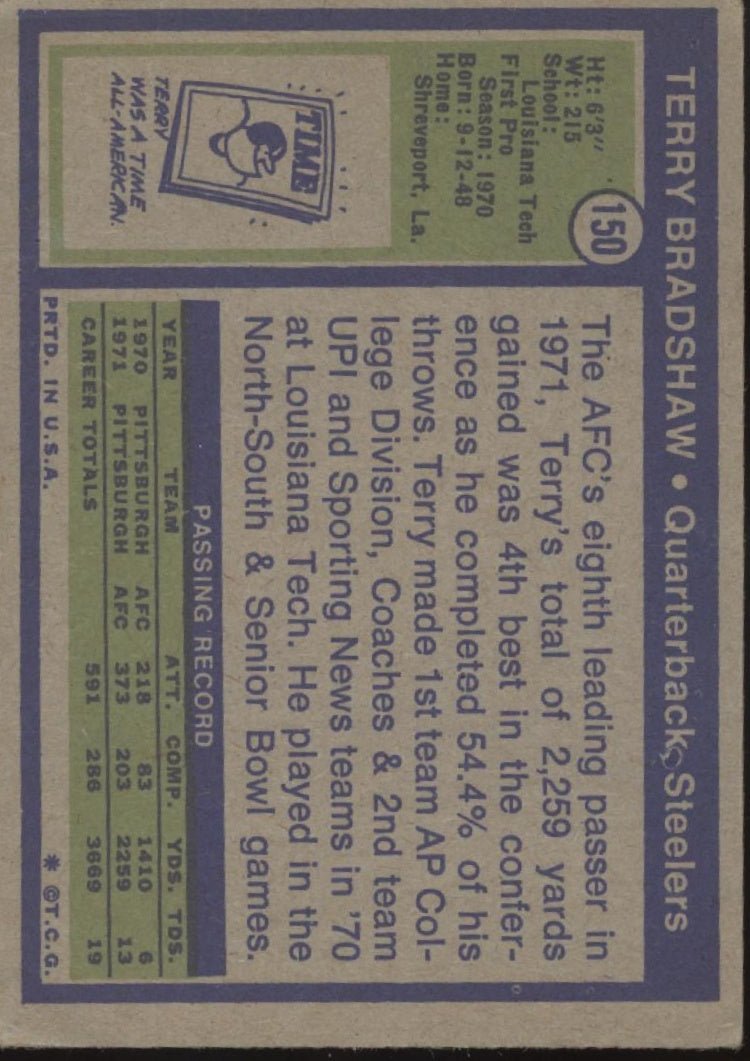 TERRY BRADSHAW • Quarterback-Steelers
150
Ht: 6'3"
Wt: 215
School:
Louisiana Tech
First Pro
Season: 1970
Born: 9-12-48
Home:
Shreveport, La.
TIME
TERRY
WAS A TIME
ALL-AMERICAN.
The AFC's eighth leading passer in
1971, Terry's total of 2,259 yards
gained was 4th best in the confer-
ence as he completed 54.4% of his
throws. Terry made 1st team AP Col-
lege Division, Coaches & 2nd team
UPI and Sporting News teams in '70
at Louisiana Tech. He played in the
North-South & Senior Bowl games.
PASSING RECORD
YEAR TEAM ATT. COMP. YDS. TDS.
1970 PITTSBURGH AFC 218 83 1410 6
1971 PITTSBURGH AFC 373 203 2259 13
CAREER TOTALS 591 286 3669 19
PRTD. IN U.S.A. * ©T.C.G.